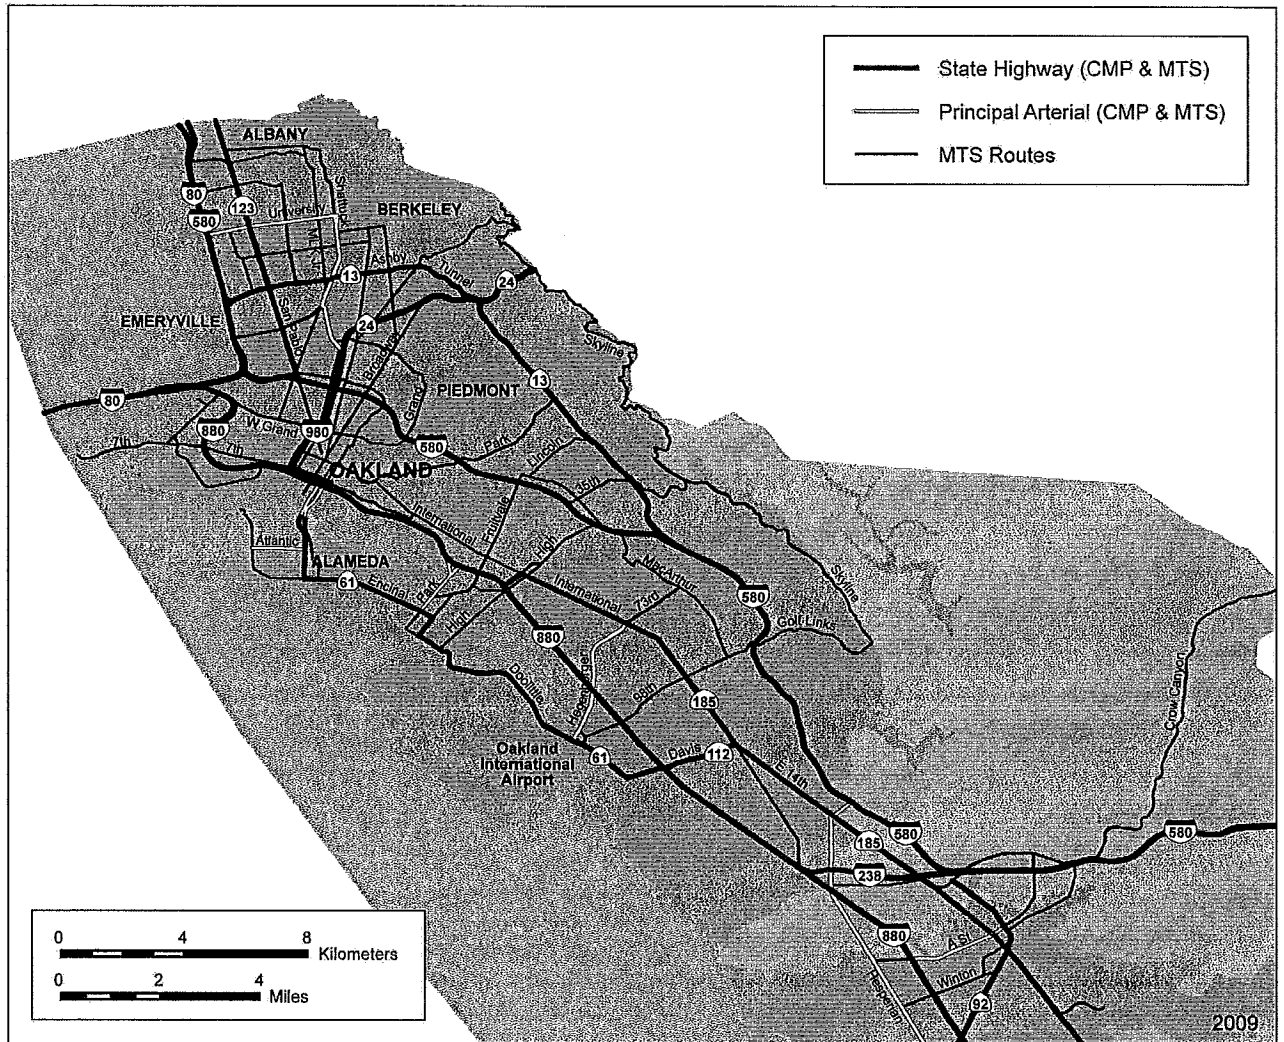 State Highway (CMP & MTS)
Principal Arterial (CMP & MTS)
MTS Routes
ALBANY
80
580
123
University
Shattuck
BERKELEY
M.L.K. Jr.
Ashby
Tunnel
13
24
24
EMERYVILLE
San Pablo
Broadway
Skyline
13
80
PIEDMONT
Grand
880
W. Grand
980
580
Park
Lincoln
7th
7th
OAKLAND
35th
International
Fruitvale
High
Atlantic
ALAMEDA
61
Encinal
Park
High
MacArthur
International
73rd
580
Skyline
Golf Links
880
Doolittle
Hegenberger
98th
185
Crow Canyon
Oakland
International
Airport
61
Davis
112
E. 14th
580
185
580
238
880
A St.
Winton
Hesperian
92
0 4 8
Kilometers
0 2 4
Miles
2009